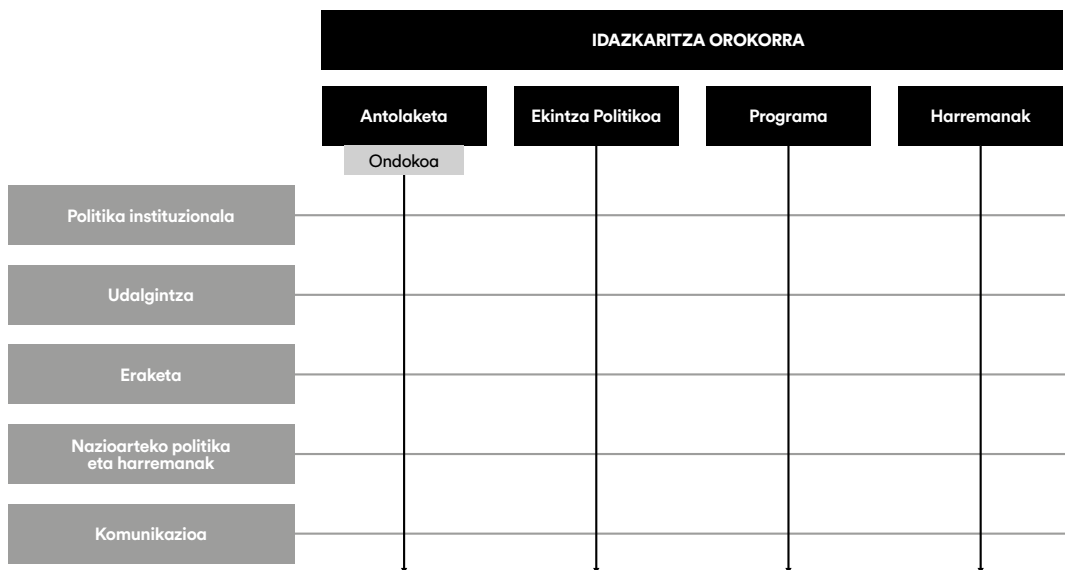 IDAZKARITZA OROKORRA
Antolaketa
Ekintza Politikoa
Programa
Harremanak
Ondokoa
Politika instituzionala
Udalgintza
Eraketa
Nazioarteko politika
eta harremanak
Komunikazioa